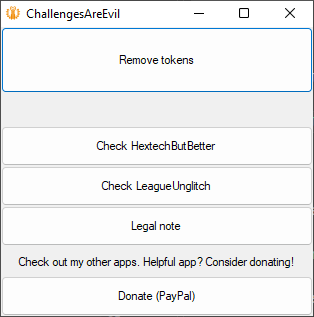 ChallengesAreEvil
Remove tokens
Check HextechButBetter
Check LeagueUnglitch
Legal note
Check out my other apps. Helpful app? Consider donating!
Donate (PayPal)